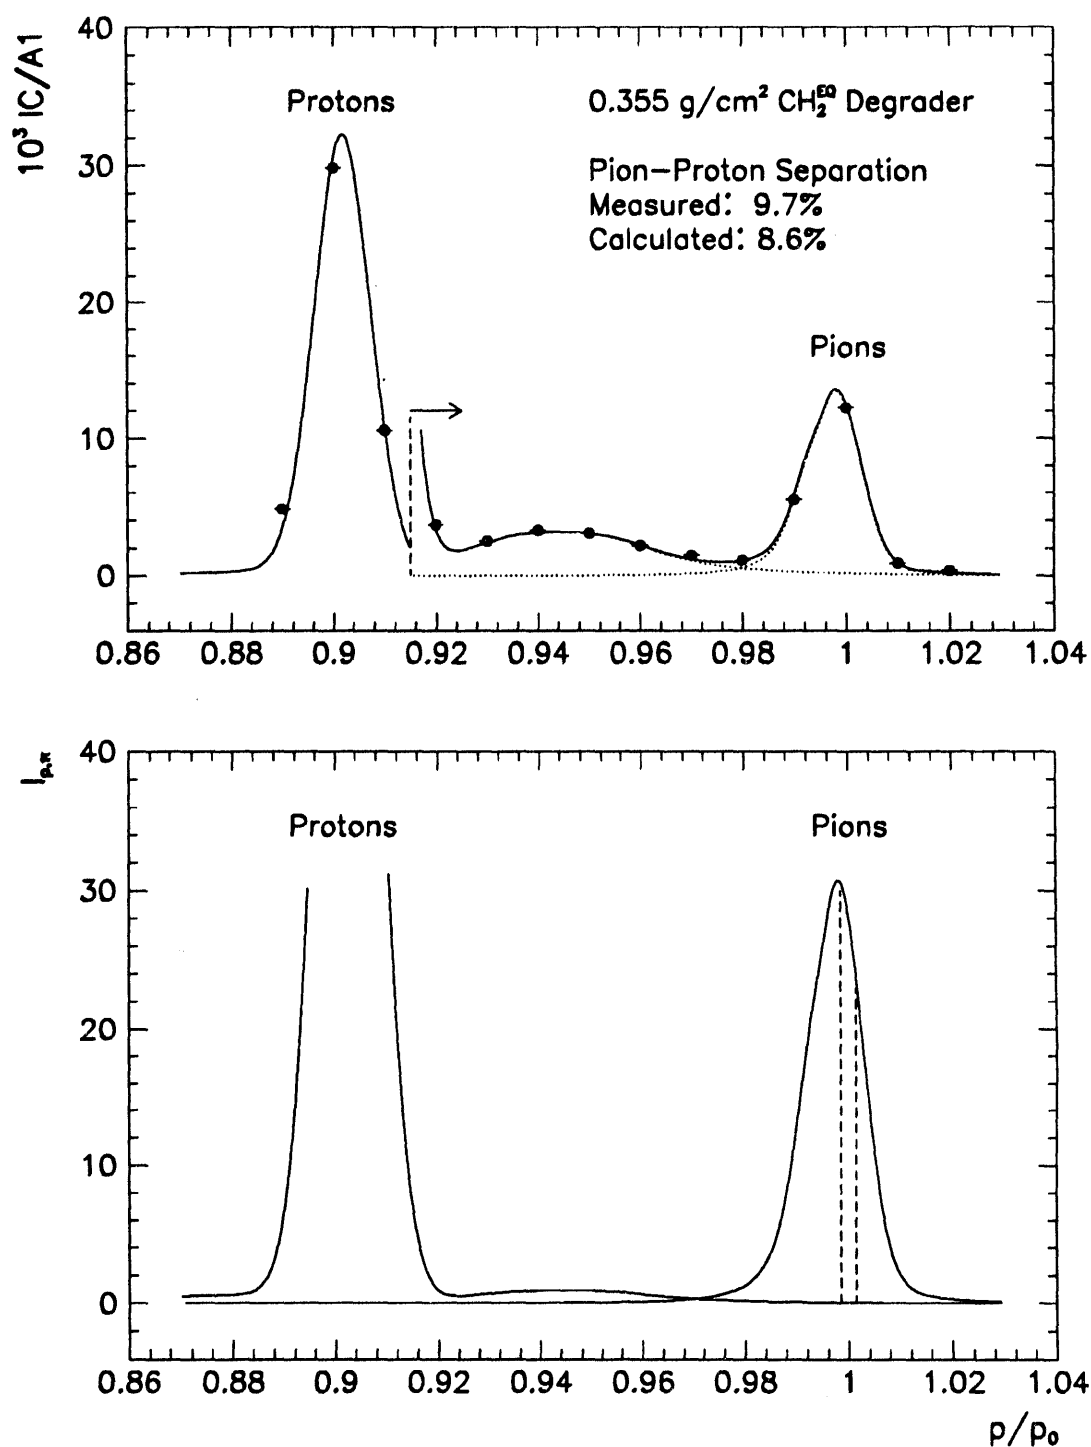 10³ IC/A1
40
30
20
10
0
Protons
0.355 g/cm² CH₂^EQ Degrader
Pion-Proton Separation
Measured: 9.7%
Calculated: 8.6%
Pions
0.86 0.88 0.9 0.92 0.94 0.96 0.98 1 1.02 1.04
I_p,π
40
30
20
10
0
Protons
Pions
0.86 0.88 0.9 0.92 0.94 0.96 0.98 1 1.02 1.04
p/p₀